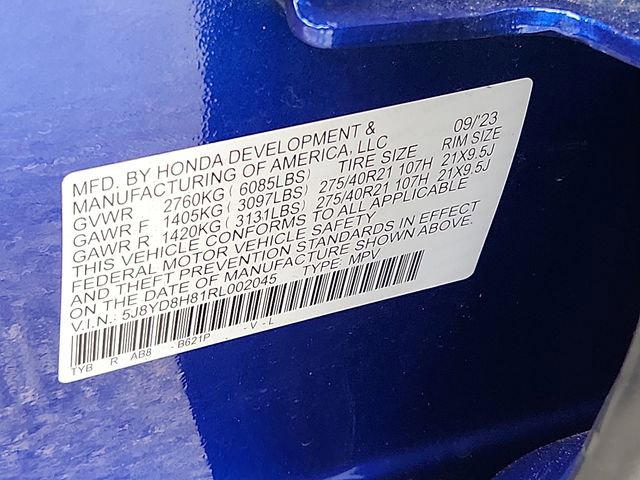 MFD. BY HONDA DEVELOPMENT & 09/'23
MANUFACTURING OF AMERICA, LLC TIRE SIZE RIM SIZE
GVWR 2760KG ( 6085LBS)
GAWR F 1405KG ( 3097LBS) 275/40R21 107H 21X9.5J
GAWR R 1420KG ( 3131LBS) 275/40R21 107H 21X9.5J
THIS VEHICLE CONFORMS TO ALL APPLICABLE
FEDERAL MOTOR VEHICLE SAFETY
AND THEFT PREVENTION STANDARDS IN EFFECT
ON THE DATE OF MANUFACTURE SHOWN ABOVE.
V.I.N.: 5J8YD8H81RL002045 TYPE: MPV
TYB R AB8 - B621P - V - L